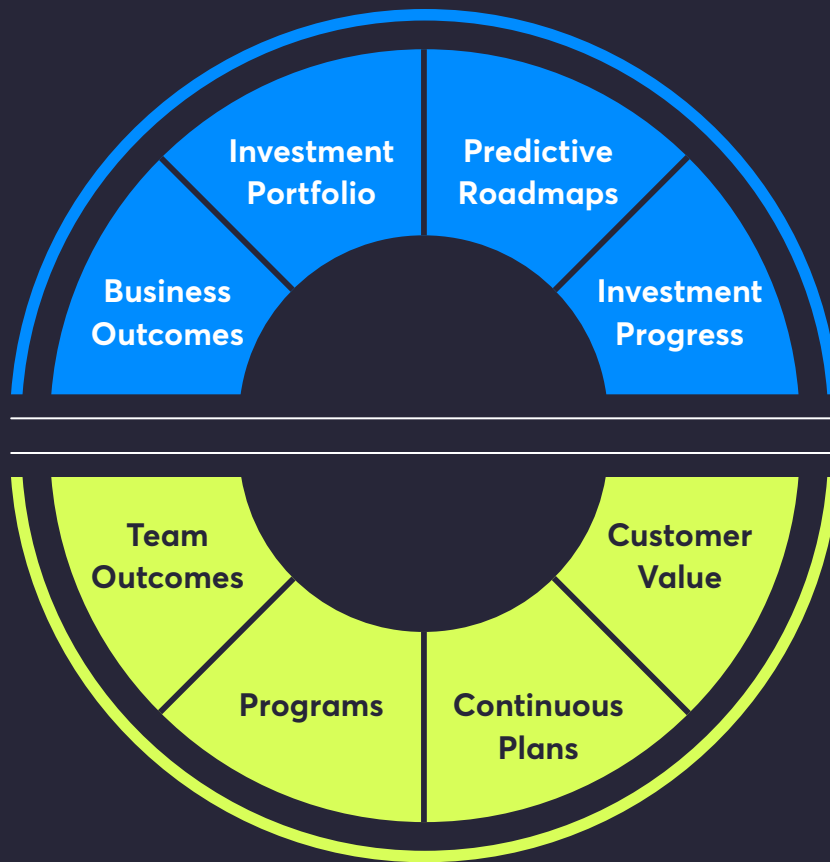 Investment
Portfolio
Predictive
Roadmaps
Business
Outcomes
Investment
Progress
Team
Outcomes
Customer
Value
Programs
Continuous
Plans